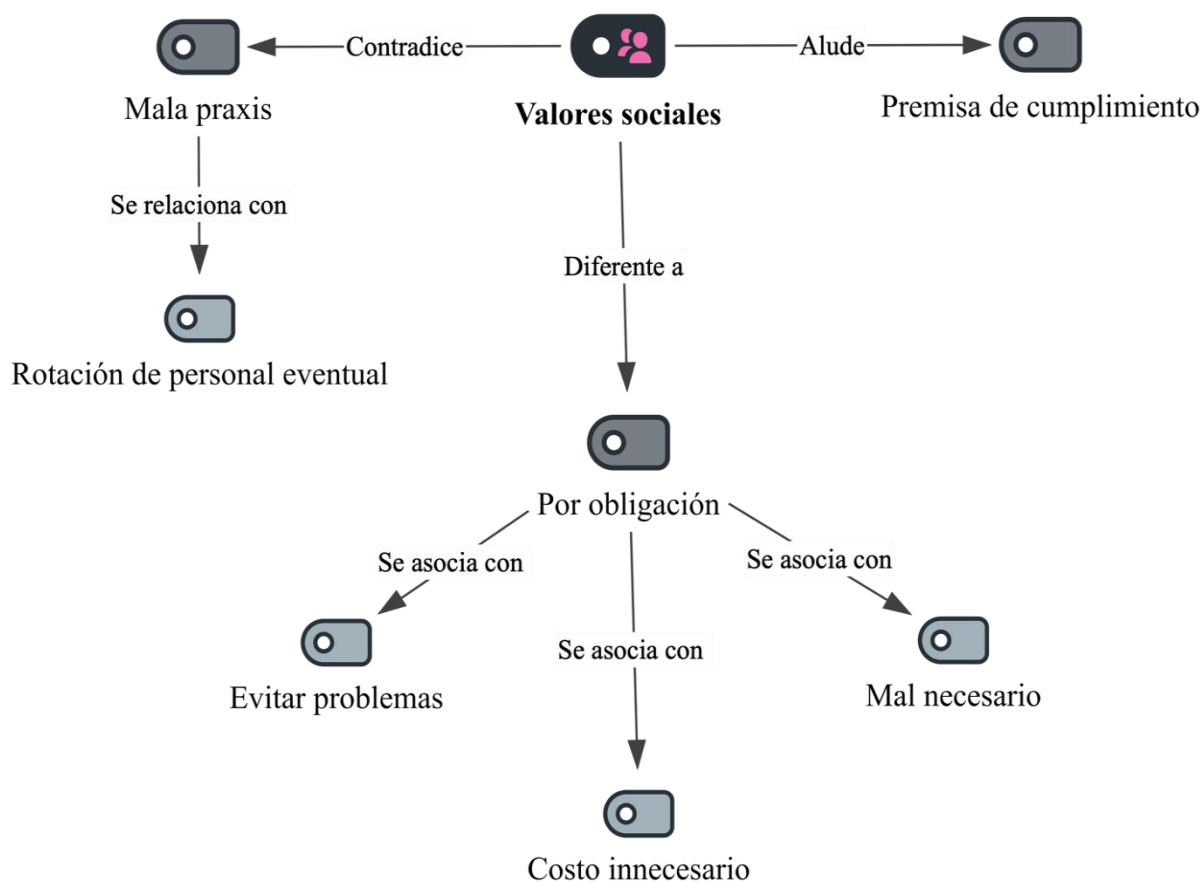 Contradice
Alude
Mala praxis
Valores sociales
Premisa de cumplimiento
Se relaciona con
Diferente a
Rotación de personal eventual
Por obligación
Se asocia con
Se asocia con
Se asocia con
Evitar problemas
Mal necesario
Costo innecesario